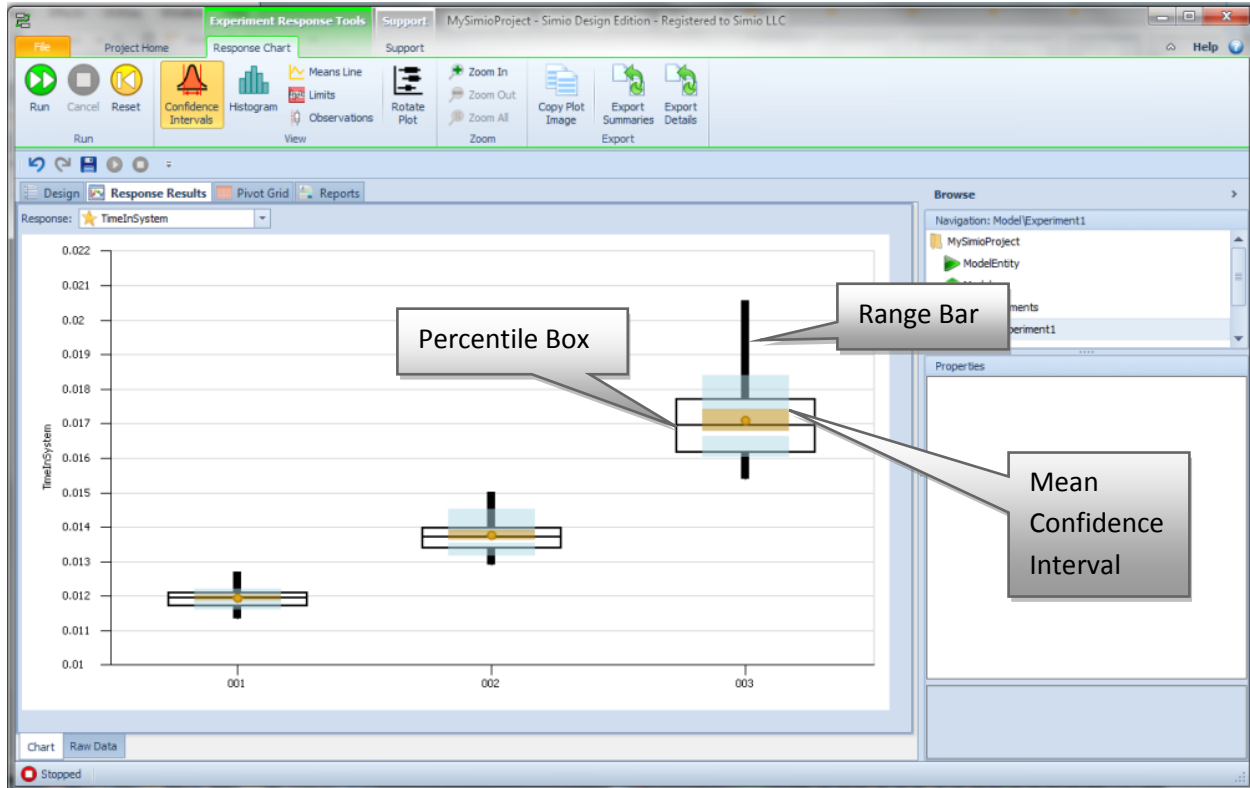 Experiment Response Tools
Support
MySimioProject - Simio Design Edition - Registered to Simio LLC
File
Project Home
Response Chart
Support
Help
Run
Cancel
Reset
Confidence
Intervals
Histogram
Means Line
Limits
Observations
Rotate
Plot
Zoom In
Zoom Out
Zoom All
Copy Plot
Image
Export
Summaries
Export
Details
Run
View
Zoom
Export
Design
Response Results
Pivot Grid
Reports
Response:
TimeInSystem
0.022
0.021
0.02
0.019
0.018
0.017
0.016
0.015
0.014
0.013
0.012
0.011
0.01
TimeInSystem
001
002
003
Percentile Box
Range Bar
Mean
Confidence
Interval
Browse
Navigation: Model\Experiment1
MySimioProject
ModelEntity
Properties
Chart
Raw Data
Stopped